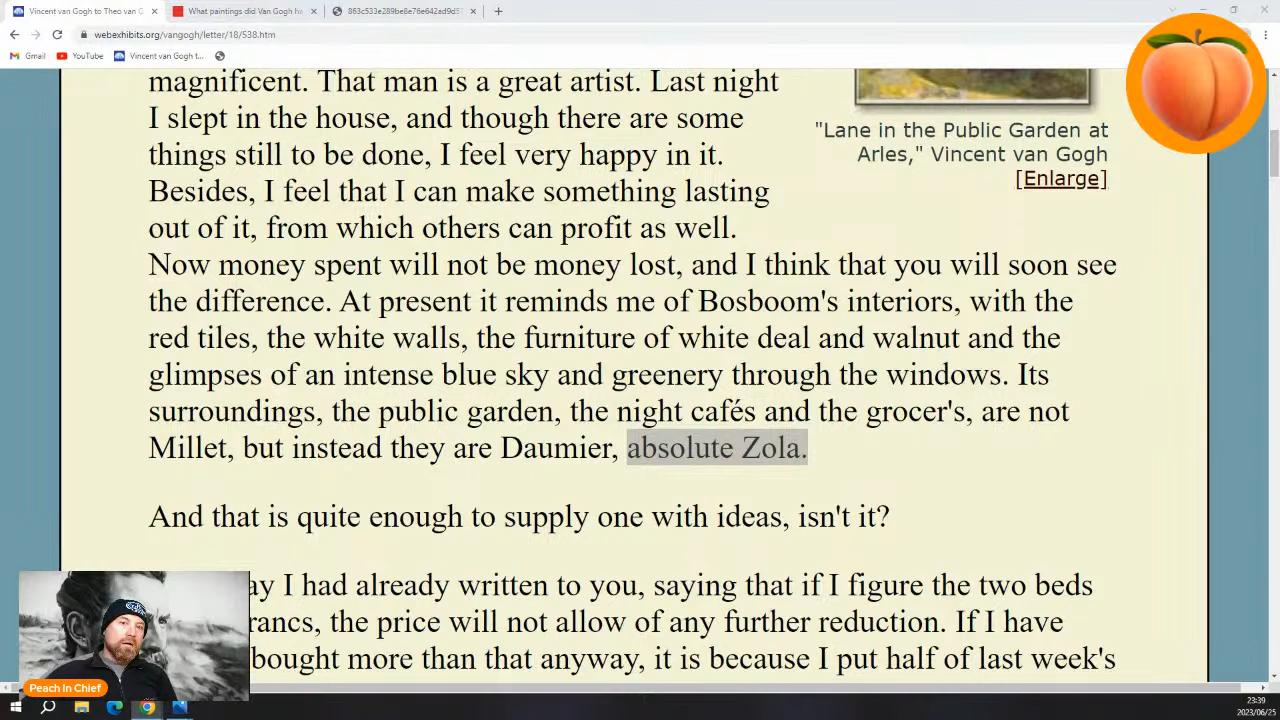 Vincent van Gogh to Theo van G
What paintings did Van Gogh ha
863c533e289be8e76e642ad9d5
webexhibits.org/vangogh/letter/18/538.htm
Gmail
YouTube
Vincent van Gogh t...
magnificent. That man is a great artist. Last night
I slept in the house, and though there are some
things still to be done, I feel very happy in it.
Besides, I feel that I can make something lasting
out of it, from which others can profit as well.
"Lane in the Public Garden at
Arles," Vincent van Gogh
[Enlarge]
Now money spent will not be money lost, and I think that you will soon see
the difference. At present it reminds me of Bosboom's interiors, with the
red tiles, the white walls, the furniture of white deal and walnut and the
glimpses of an intense blue sky and greenery through the windows. Its
surroundings, the public garden, the night cafés and the grocer's, are not
Millet, but instead they are Daumier, absolute Zola.
And that is quite enough to supply one with ideas, isn't it?
ay I had already written to you, saying that if I figure the two beds
rancs, the price will not allow of any further reduction. If I have
bought more than that anyway, it is because I put half of last week's
Peach In Chief
23:39
2023/06/25